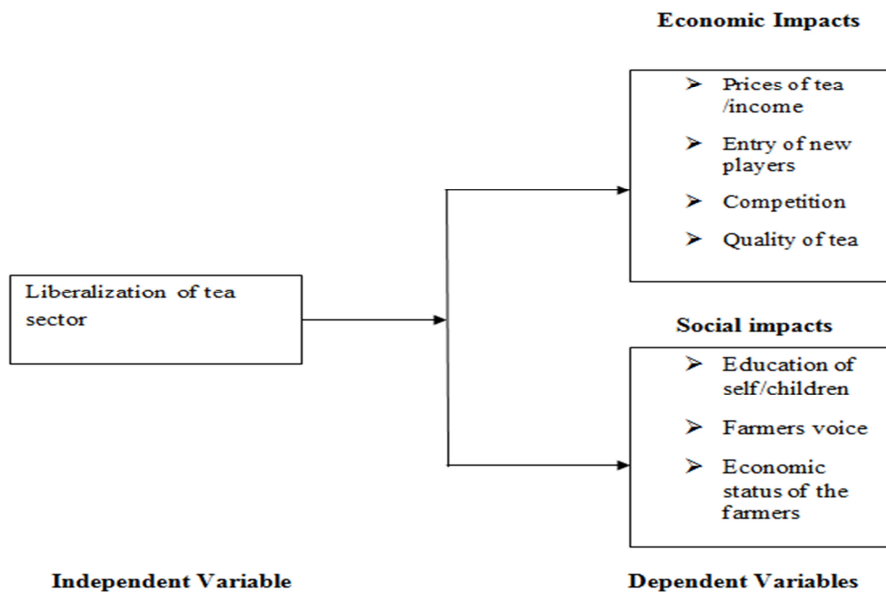 Economic Impacts
➢ Prices of tea
/income
➢ Entry of new
players
➢ Competition
➢ Quality of tea
Liberalization of tea
sector
Social impacts
➢ Education of
self/children
➢ Farmers voice
➢ Economic
status of the
farmers
Independent Variable
Dependent Variables